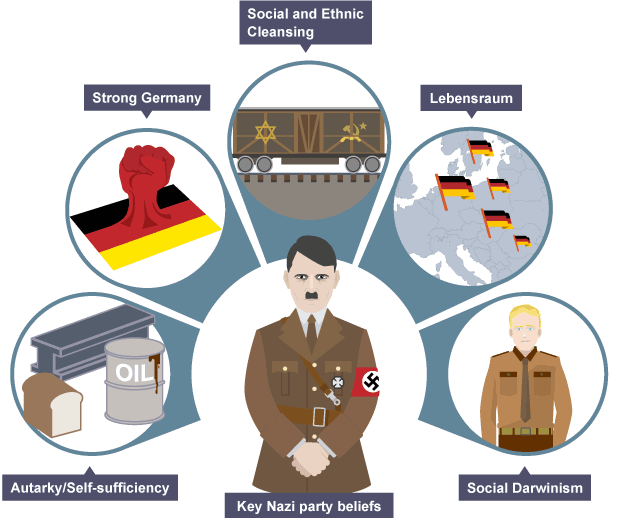 Social and Ethnic
Cleansing
Strong Germany
Lebensraum
OIL
Autarky/Self-sufficiency
Key Nazi party beliefs
Social Darwinism